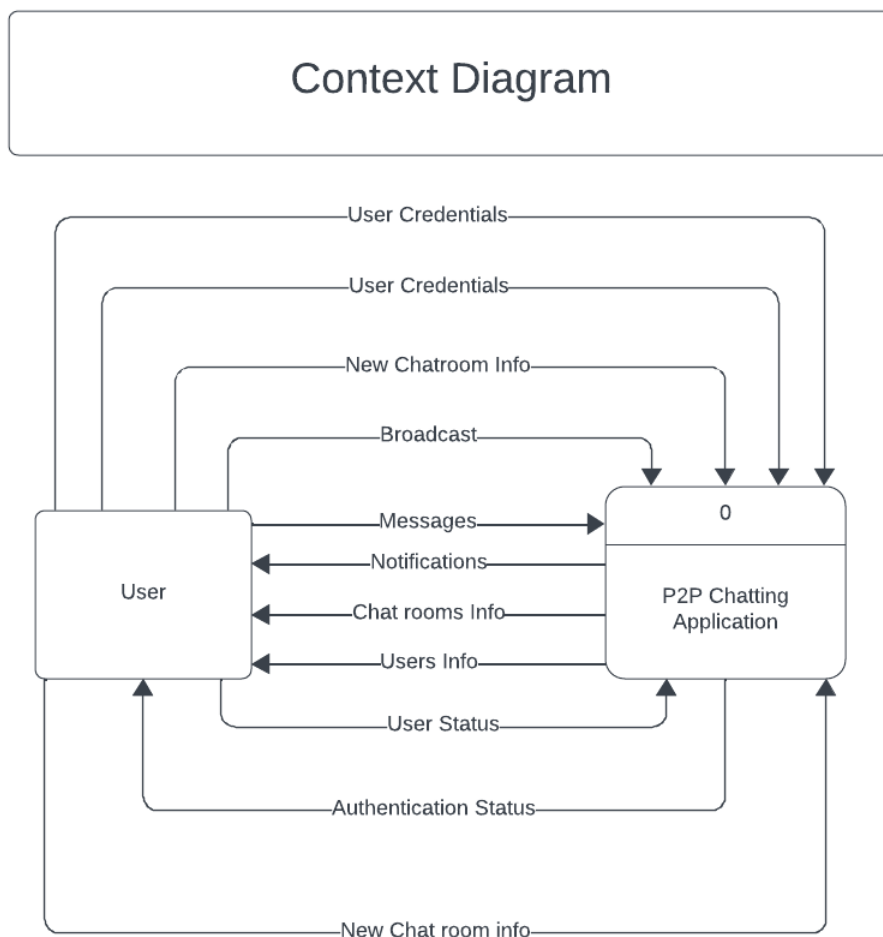 Context Diagram
User Credentials
User Credentials
New Chatroom Info
Broadcast
Messages
0
Notifications
User
P2P Chatting
Application
Chat rooms Info
Users Info
User Status
Authentication Status
New Chat room info